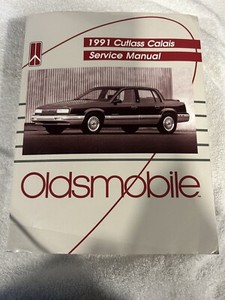 1991 Cutlass Calais
Service Manual
Oldsmobile